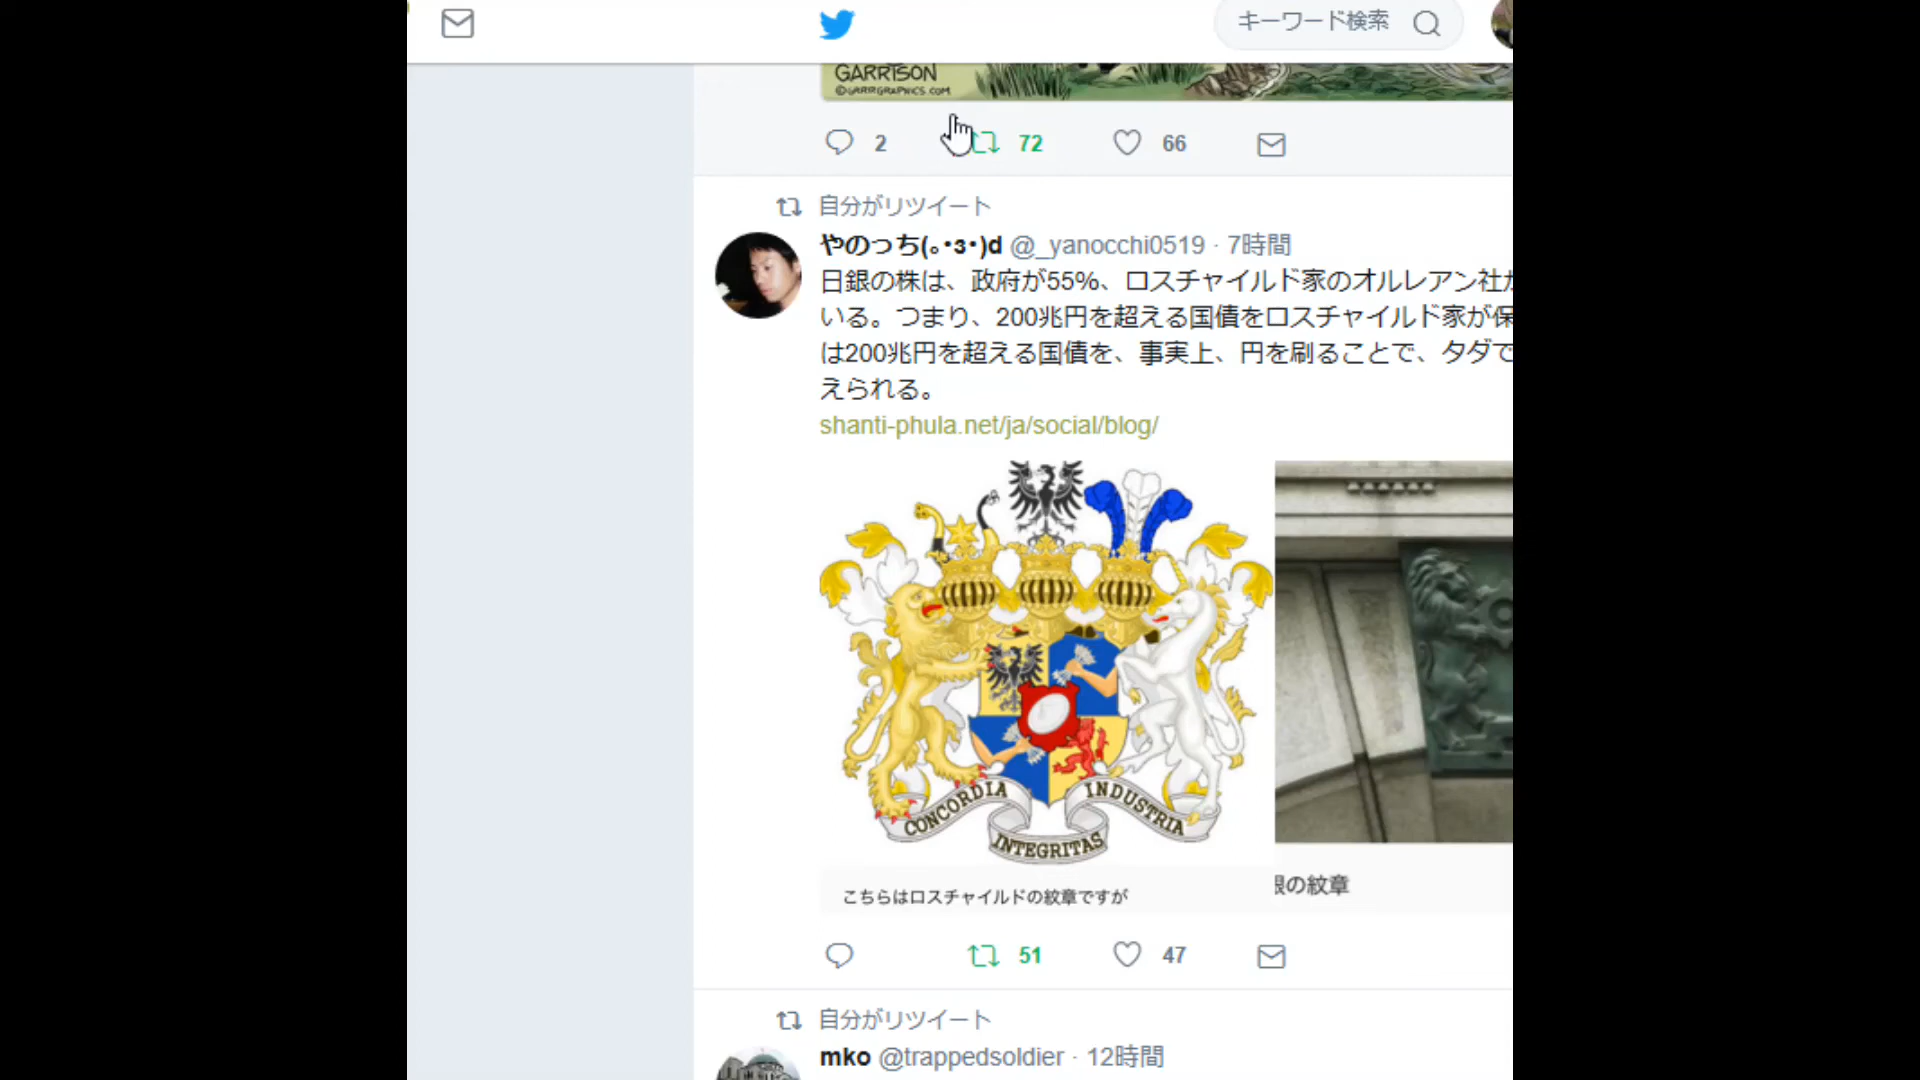 キーワード検索
GARRISON
©GRRRGRAPHICS.COM
2 72 66
自分がリツイート
やのっち(｡･з･)d @_yanocchi0519 · 7時間
日銀の株は、政府が55%、ロスチャイルド家のオルレアン社が
いる。つまり、200兆円を超える国債をロスチャイルド家が保
は200兆円を超える国債を、事実上、円を刷ることで、タダで
えられる。
shanti-phula.net/ja/social/blog/
CONCORDIA
INTEGRITAS
INDUSTRIA
こちらはロスチャイルドの紋章ですが
銀の紋章
51 47
自分がリツイート
mko @trappedsoldier · 12時間